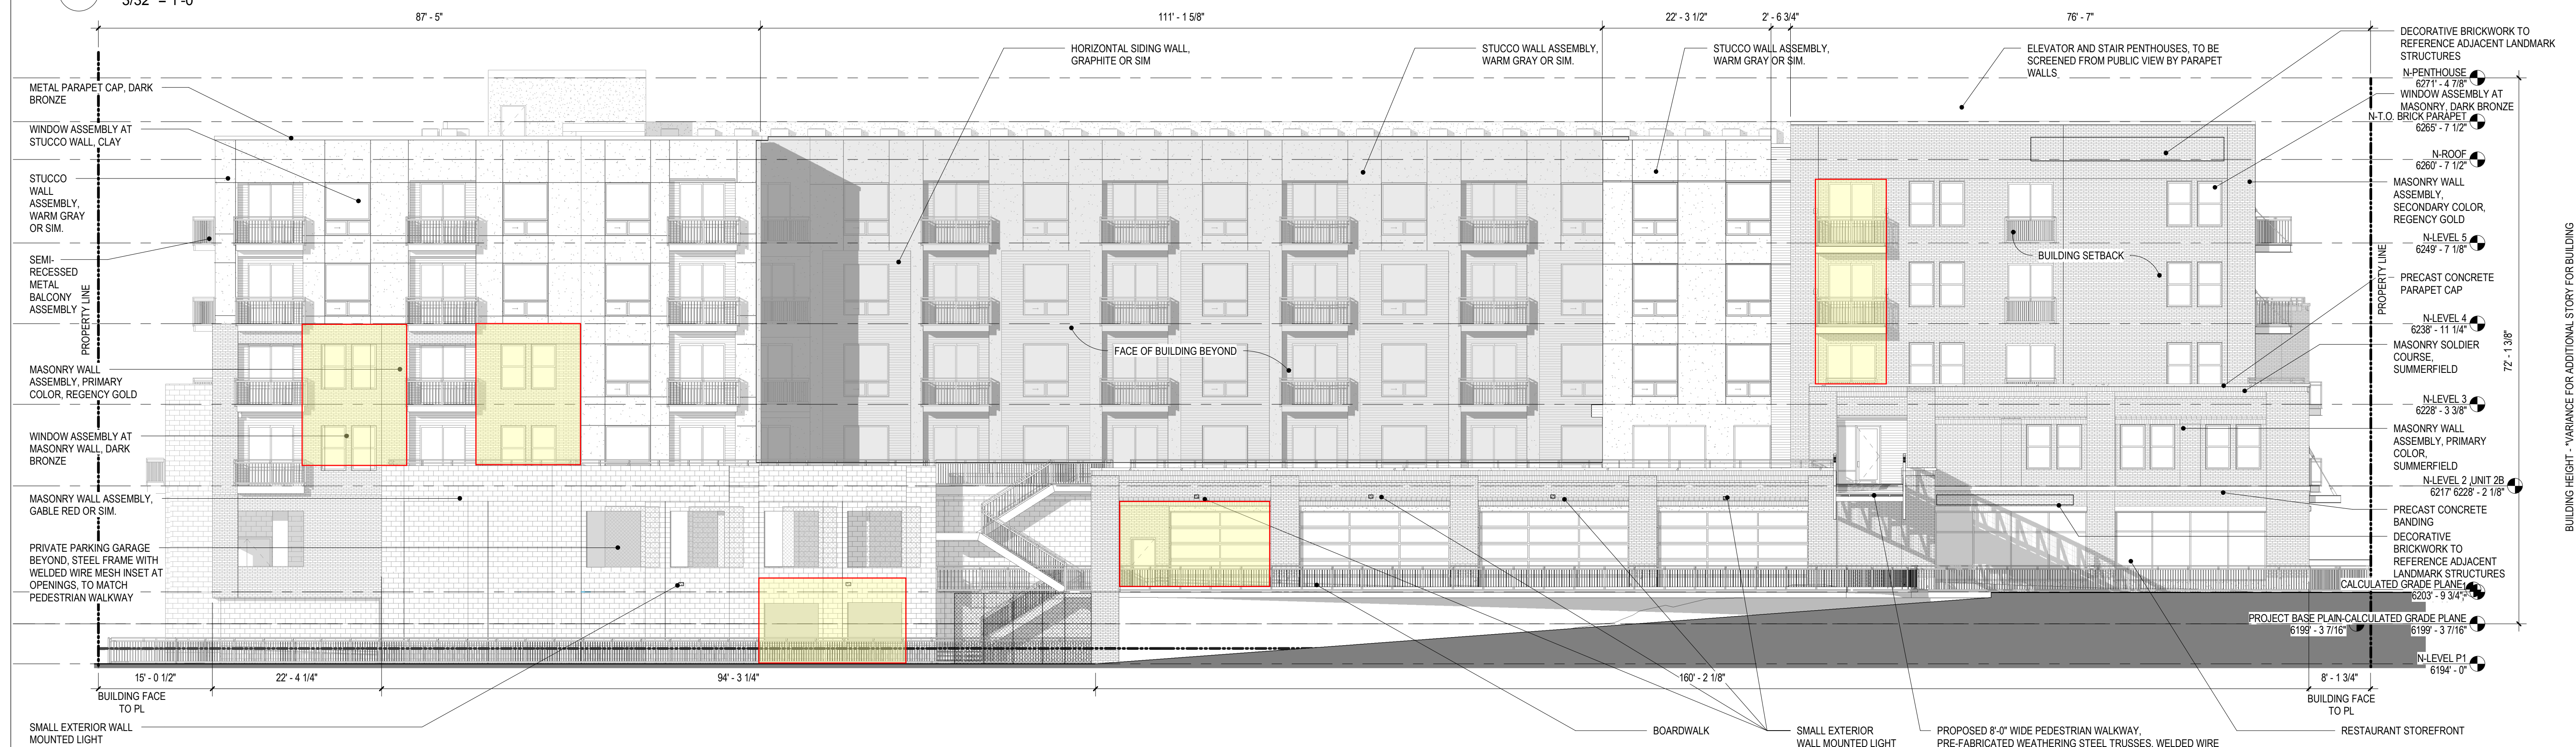 3/32" = 1'-0"
87' - 5"
111' - 1 5/8"
22' - 3 1/2"
2' - 6 3/4"
76' - 7"
METAL PARAPET CAP, DARK
BRONZE
WINDOW ASSEMBLY AT
STUCCO WALL, CLAY
STUCCO
WALL
ASSEMBLY,
WARM GRAY
OR SIM.
SEMI-
RECESSED
METAL
BALCONY
ASSEMBLY
PROPERTY LINE
MASONRY WALL
ASSEMBLY, PRIMARY
COLOR, REGENCY GOLD
WINDOW ASSEMBLY AT
MASONRY WALL, DARK
BRONZE
MASONRY WALL ASSEMBLY,
GABLE RED OR SIM.
PRIVATE PARKING GARAGE
BEYOND, STEEL FRAME WITH
WELDED WIRE MESH INSET AT
OPENINGS, TO MATCH
PEDESTRIAN WALKWAY
HORIZONTAL SIDING WALL,
GRAPHITE OR SIM
STUCCO WALL ASSEMBLY,
WARM GRAY OR SIM.
STUCCO WALL ASSEMBLY,
WARM GRAY OR SIM.
ELEVATOR AND STAIR PENTHOUSES, TO BE
SCREENED FROM PUBLIC VIEW BY PARAPET
WALLS
FACE OF BUILDING BEYOND
BUILDING SETBACK
DECORATIVE BRICKWORK TO
REFERENCE ADJACENT LANDMARK
STRUCTURES
N-PENTHOUSE
6271' - 4 7/8"
WINDOW ASSEMBLY AT
MASONRY, DARK BRONZE
N-T.O. BRICK PARAPET
6265' - 7 1/2"
N-ROOF
6260' - 7 1/2"
MASONRY WALL
ASSEMBLY,
SECONDARY COLOR,
REGENCY GOLD
N-LEVEL 5
6249' - 7 1/8"
PROPERTY LINE
PRECAST CONCRETE
PARAPET CAP
N-LEVEL 4
6238' - 11 1/4"
MASONRY SOLDIER
COURSE,
SUMMERFIELD
N-LEVEL 3
6228' - 3 3/8"
MASONRY WALL
ASSEMBLY, PRIMARY
COLOR,
SUMMERFIELD
N-LEVEL 2 ,UNIT 2B
6217' 6228' - 2 1/8"
PRECAST CONCRETE
BANDING
DECORATIVE
BRICKWORK TO
REFERENCE ADJACENT
LANDMARK STRUCTURES
CALCULATED GRADE PLANE
6203' - 9 3/4"
PROJECT BASE PLAIN-CALCULATED GRADE PLANE
6199' - 3 7/16"
6199' - 3 7/16"
N-LEVEL P1
6194' - 0"
72' - 1 3/8"
BUILDING HEIGHT - *VARIANCE FOR ADDITIONAL STORY FOR BUILDING
15' - 0 1/2"
22' - 4 1/4"
94' - 3 1/4"
160' - 2 1/8"
8' - 1 3/4"
BUILDING FACE
TO PL
BUILDING FACE
TO PL
SMALL EXTERIOR WALL
MOUNTED LIGHT
BOARDWALK
SMALL EXTERIOR
WALL MOUNTED LIGHT
PROPOSED 8'-0" WIDE PEDESTRIAN WALKWAY,
PRE-FABRICATED WEATHERING STEEL TRUSSES, WELDED WIRE
RESTAURANT STOREFRONT